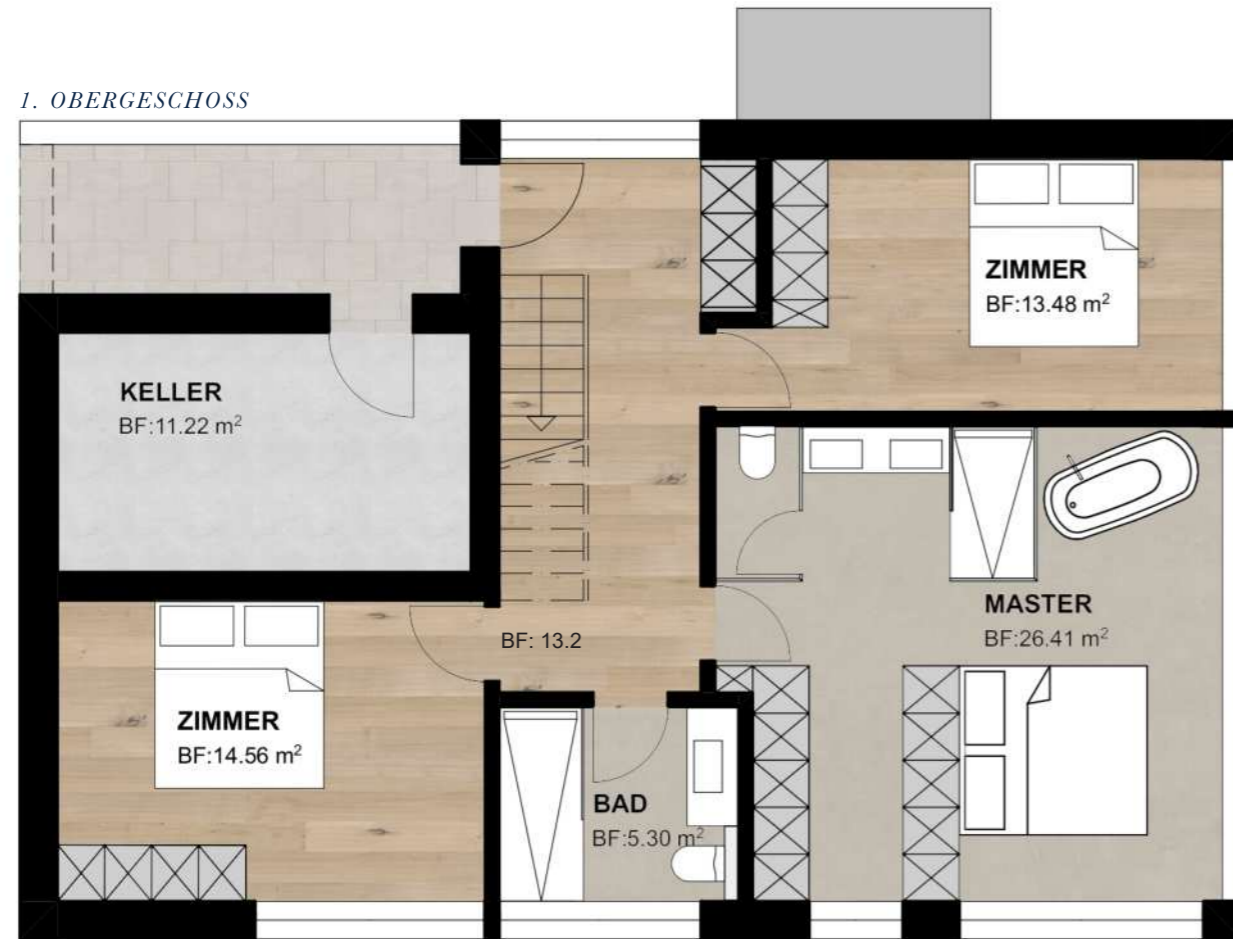 1. OBERGESCHOSS
ZIMMER
BF:13.48 m²
KELLER
BF:11.22 m²
MASTER
BF:26.41 m²
BF: 13.2
ZIMMER
BF:14.56 m²
BAD
BF:5.30 m²